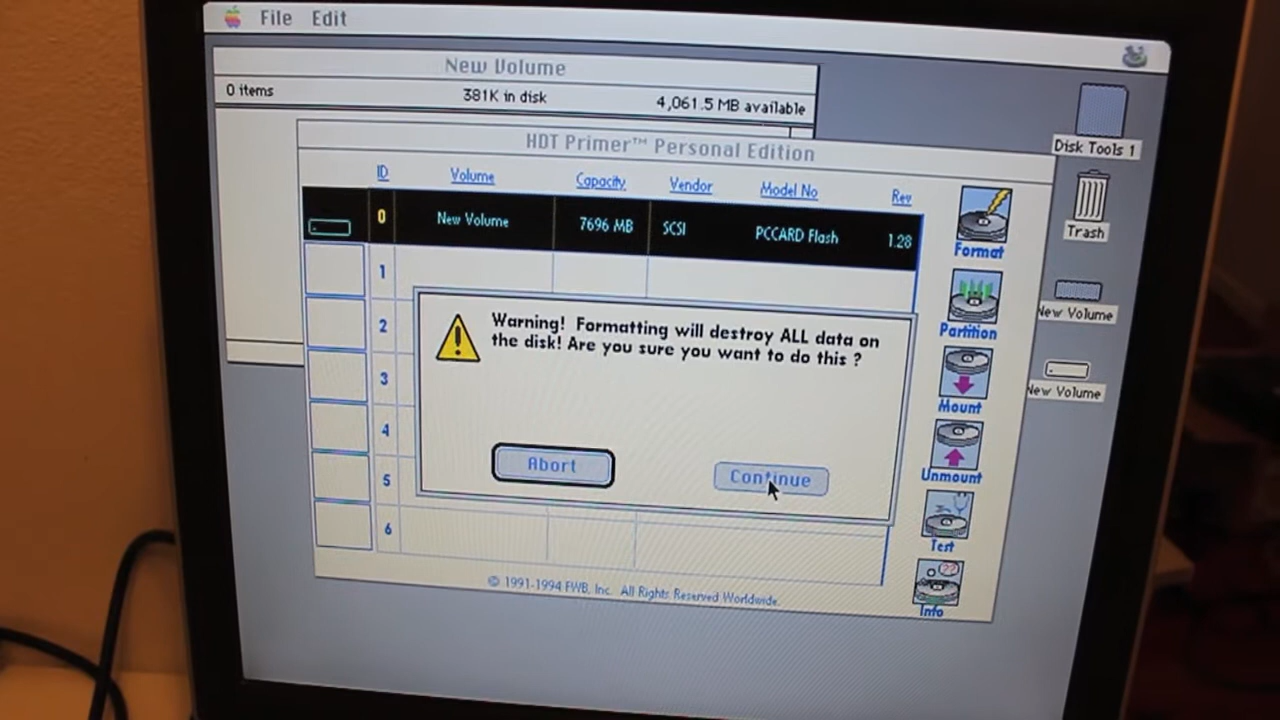 File Edit
New Volume
0 items 381K in disk 4,061.5 MB available
HDT Primer™ Personal Edition
ID Volume Capacity Vendor Model No Rev
0 New Volume 7696 MB SCSI PCCARD Flash 1.28
1
2
3
4
5
6
Warning! Formatting will destroy ALL data on
the disk! Are you sure you want to do this ?
Abort Continue
Format
Partition
Mount
Unmount
Test
Info
© 1991-1994 FWB, Inc. All Rights Reserved Worldwide.
Disk Tools 1
Trash
New Volume
New Volume